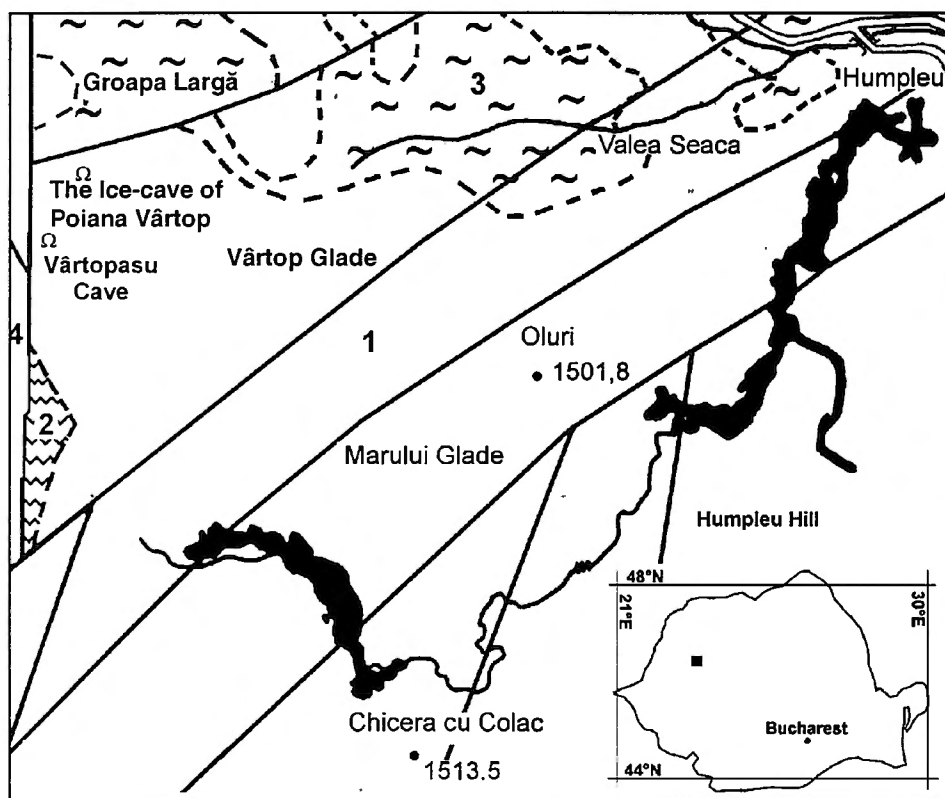 Groapa Largă
3
Humpleu
Valea Seaca
Ω
The Ice-cave of
Poiana Vârtop
Ω
Vârtopasu
Cave
Vârtop Glade
4
1
Oluri
• 1501,8
2
Marului Glade
Humpleu Hill
Chicera cu Colac
• 1513.5
48°N
21°E
30°E
Bucharest
44°N